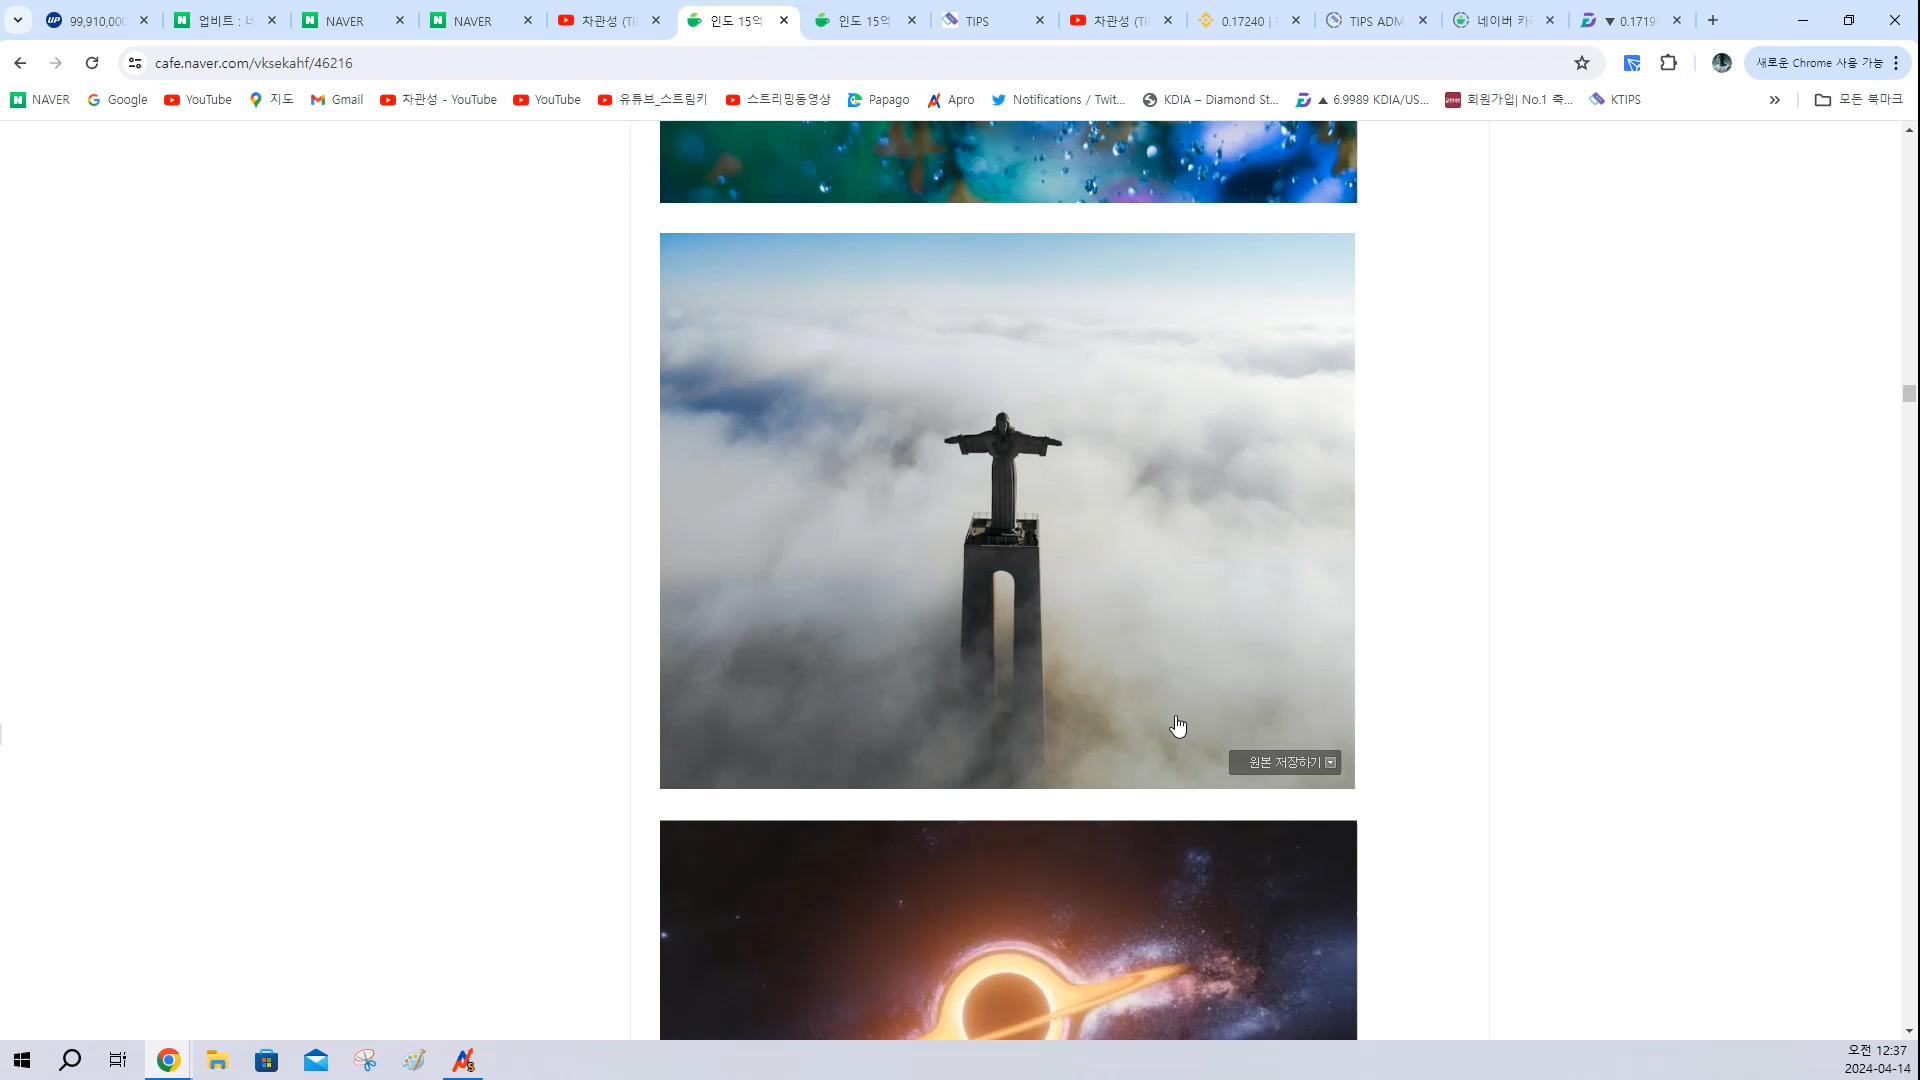 99,910,000
업비트 : 네
NAVER
NAVER
차관성 (TI
인도 15억
인도 15억
TIPS
차관성 (TI
0.17240 |
TIPS ADM
네이버 카
▼ 0.1719
cafe.naver.com/vksekahf/46216
새로운 Chrome 사용 가능
NAVER
Google
YouTube
지도
Gmail
차관성 - YouTube
YouTube
유튜브_스트림키
스트리밍동영상
Papago
Apro
Notifications / Twit...
KDIA – Diamond St...
▲ 6.9989 KDIA/US...
회원가입| No.1 축...
KTIPS
모든 북마크
원본 저장하기
오전 12:37
2024-04-14